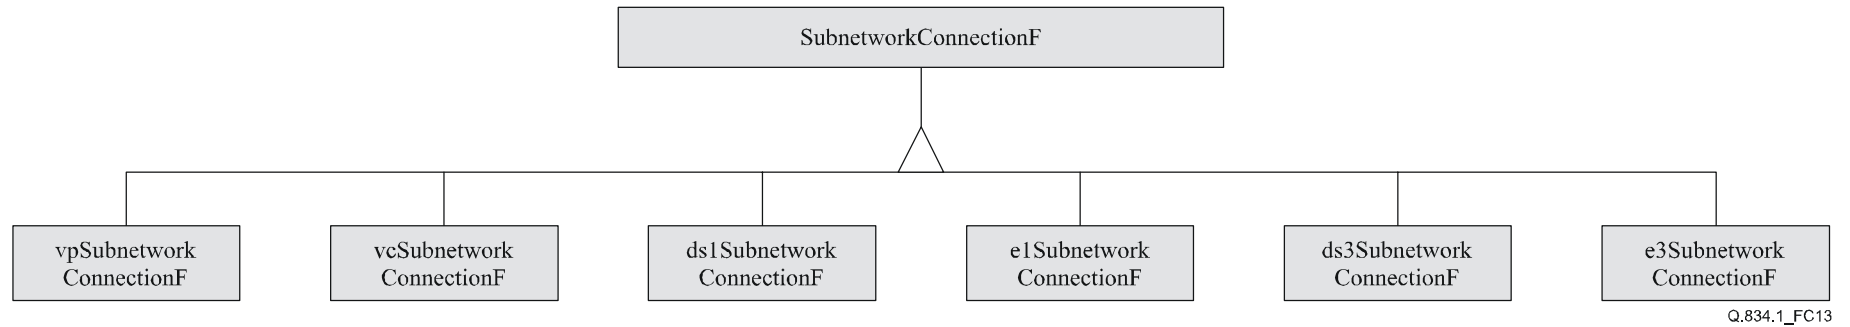 SubnetworkConnectionF
vpSubnetwork
ConnectionF
vcSubnetwork
ConnectionF
ds1Subnetwork
ConnectionF
e1Subnetwork
ConnectionF
ds3Subnetwork
ConnectionF
e3Subnetwork
ConnectionF
Q.834.1_FC13